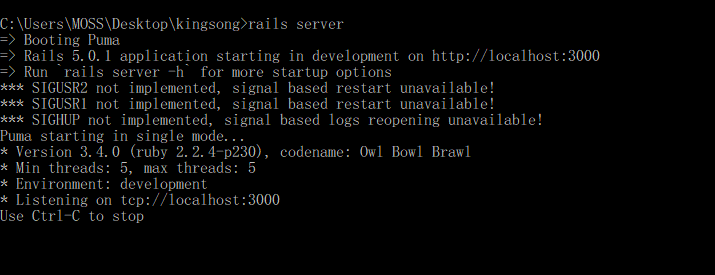 C:\Users\MOSS\Desktop\kingsong>rails server
=> Booting Puma
=> Rails 5.0.1 application starting in development on http://localhost:3000
=> Run `rails server -h` for more startup options
*** SIGUSR2 not implemented, signal based restart unavailable!
*** SIGUSR1 not implemented, signal based restart unavailable!
*** SIGHUP not implemented, signal based logs reopening unavailable!
Puma starting in single mode...
* Version 3.4.0 (ruby 2.2.4-p230), codename: Owl Bowl Brawl
* Min threads: 5, max threads: 5
* Environment: development
* Listening on tcp://localhost:3000
Use Ctrl-C to stop